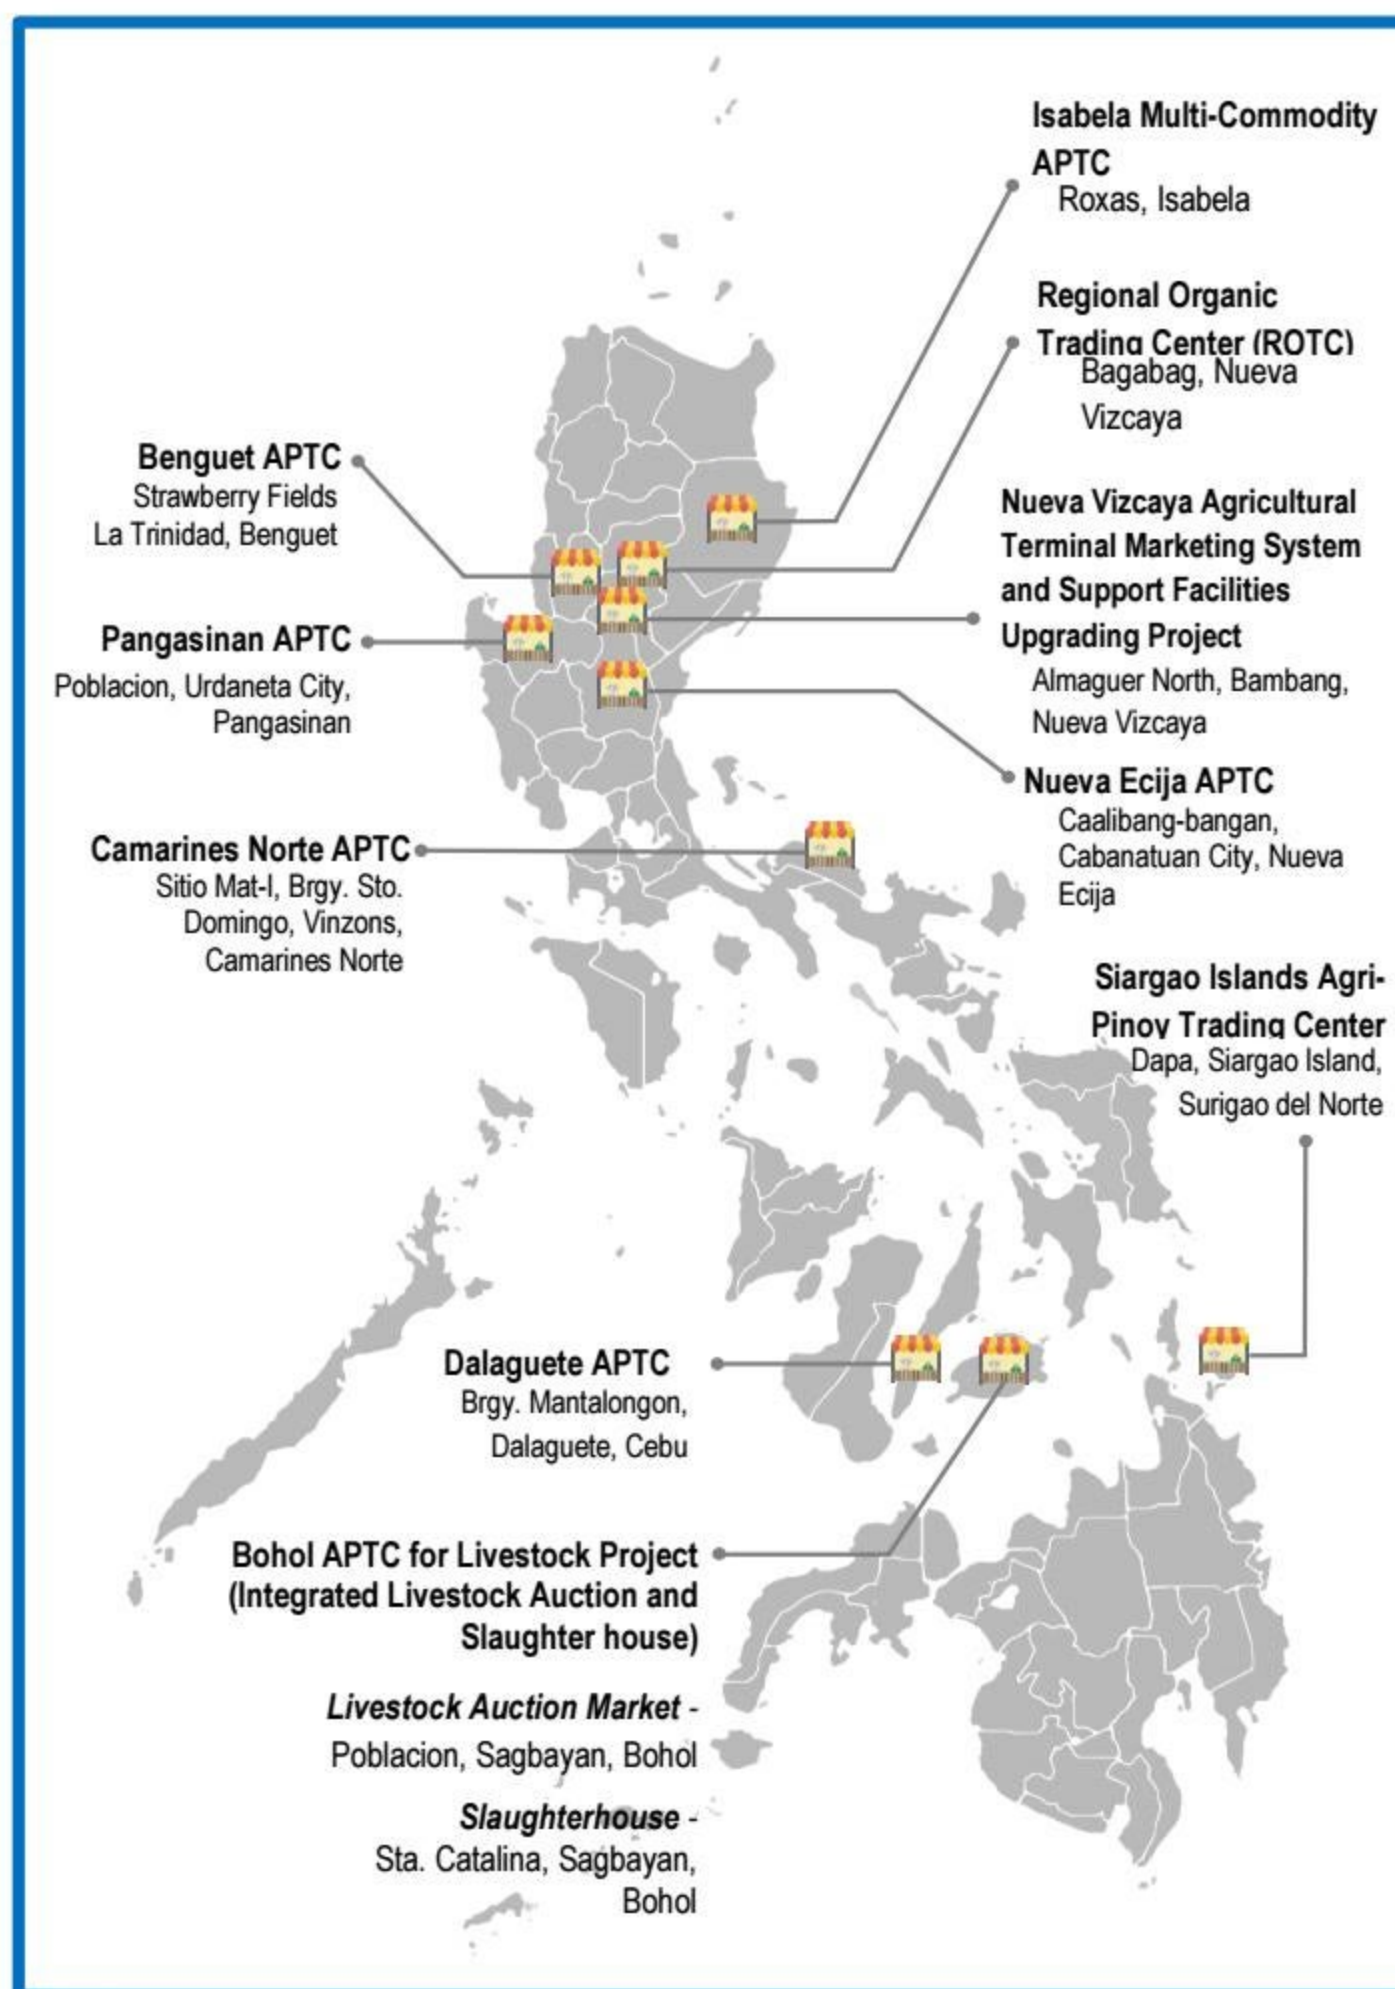 Isabela Multi-Commodity
APTC
Roxas, Isabela
Regional Organic
Trading Center (ROTC)
Bagabag, Nueva
Vizcaya
Benguet APTC
Strawberry Fields
La Trinidad, Benguet
Nueva Vizcaya Agricultural
Terminal Marketing System
and Support Facilities
Upgrading Project
Almaguer North, Bambang,
Nueva Vizcaya
Pangasinan APTC
Poblacion, Urdaneta City,
Pangasinan
Nueva Ecija APTC
Caalibang-bangan,
Cabanatuan City, Nueva
Ecija
Camarines Norte APTC
Sitio Mat-I, Brgy. Sto.
Domingo, Vinzons,
Camarines Norte
Siargao Islands Agri-
Pinoy Trading Center
Dapa, Siargao Island,
Surigao del Norte
Dalaguete APTC
Brgy. Mantalongon,
Dalaguete, Cebu
Bohol APTC for Livestock Project
(Integrated Livestock Auction and
Slaughter house)
Livestock Auction Market -
Poblacion, Sagbayan, Bohol
Slaughterhouse -
Sta. Catalina, Sagbayan,
Bohol